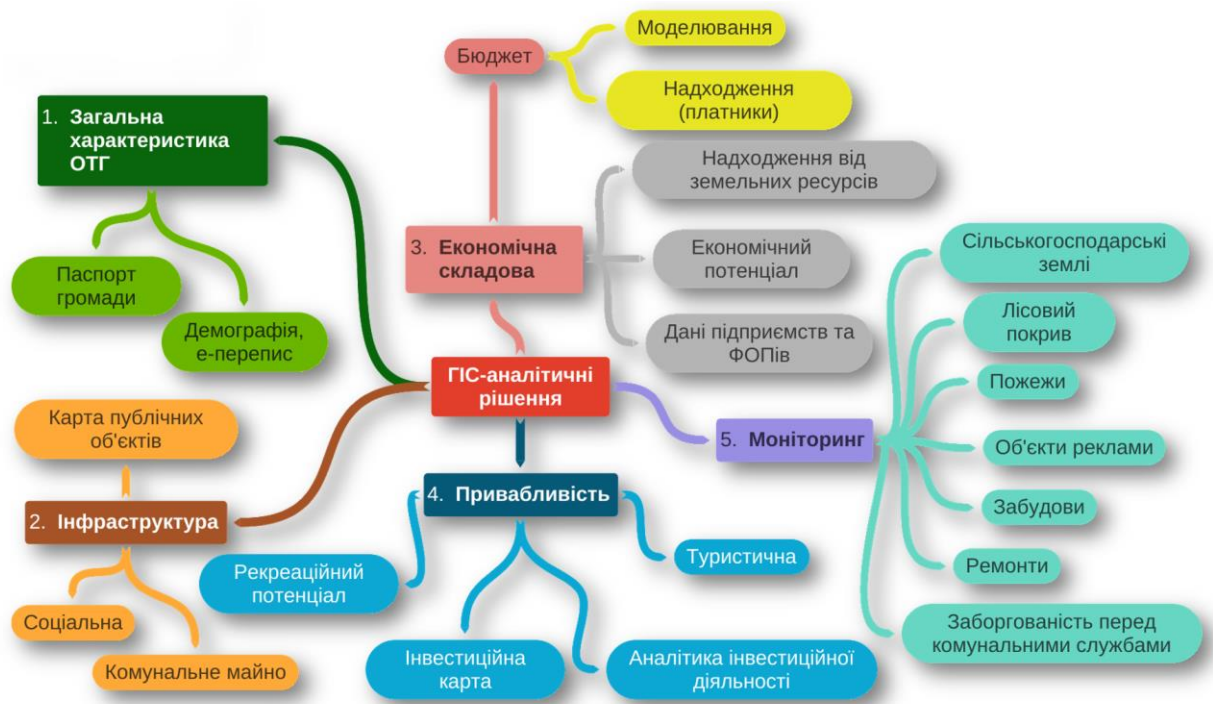 Бюджет
Моделювання
Надходження
(платники)
1. Загальна
характеристика
ОТГ
Паспорт
громади
Демографія,
е-перепис
3. Економічна
складова
Надходження від
земельних ресурсів
Економічний
потенціал
Дані підприємств та
ФОПів
ГІС-аналітичні
рішення
Карта публічних
об'єктів
2. Інфраструктура
Соціальна
Комунальне майно
4. Привабливість
Рекреаційний
потенціал
Інвестиційна
карта
Аналітика інвестиційної
діяльності
Туристична
5. Моніторинг
Сільськогосподарські
землі
Лісовий
покрив
Пожежи
Об'єкти реклами
Забудови
Ремонти
Заборгованість перед
комунальними службами